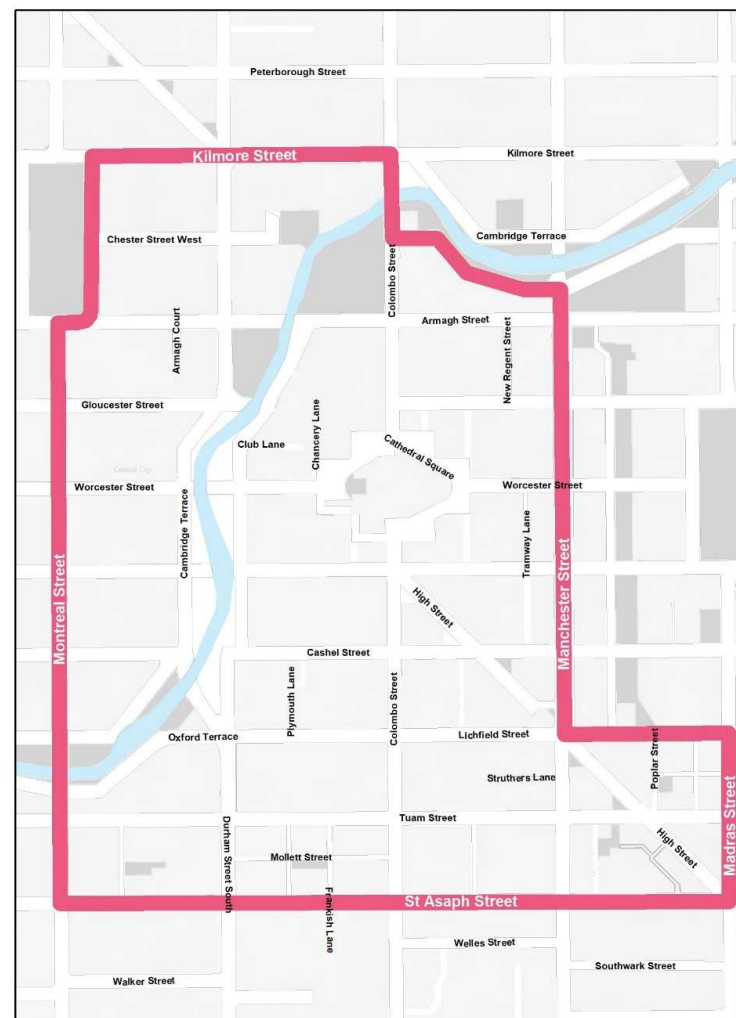 Peterborough Street
Kilmore Street
Kilmore Street
Chester Street West
Cambridge Terrace
Colombo Street
Armagh Street
Armagh Court
New Regent Street
Gloucester Street
Chancery Lane
Club Lane
Cathedral Square
Central City
Worcester Street
Worcester Street
Cambridge Terrace
Tramway Lane
Montreal Street
Manchester Street
High Street
Cashel Street
Plymouth Lane
Colombo Street
Oxford Terrace
Lichfield Street
Poplar Street
Struthers Lane
Madras Street
Tuam Street
High Street
Durham Street South
Mollett Street
Frankish Lane
St Asaph Street
Welles Street
Southwark Street
Walker Street